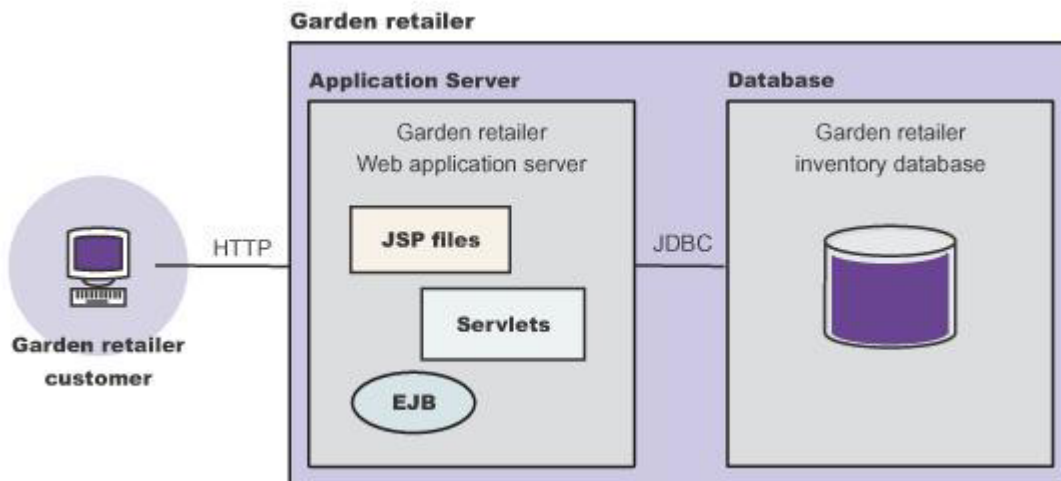 Garden retailer
Application Server
Database
Garden retailer
Web application server
Garden retailer
inventory database
JSP files
HTTP
JDBC
Servlets
Garden retailer
customer
EJB